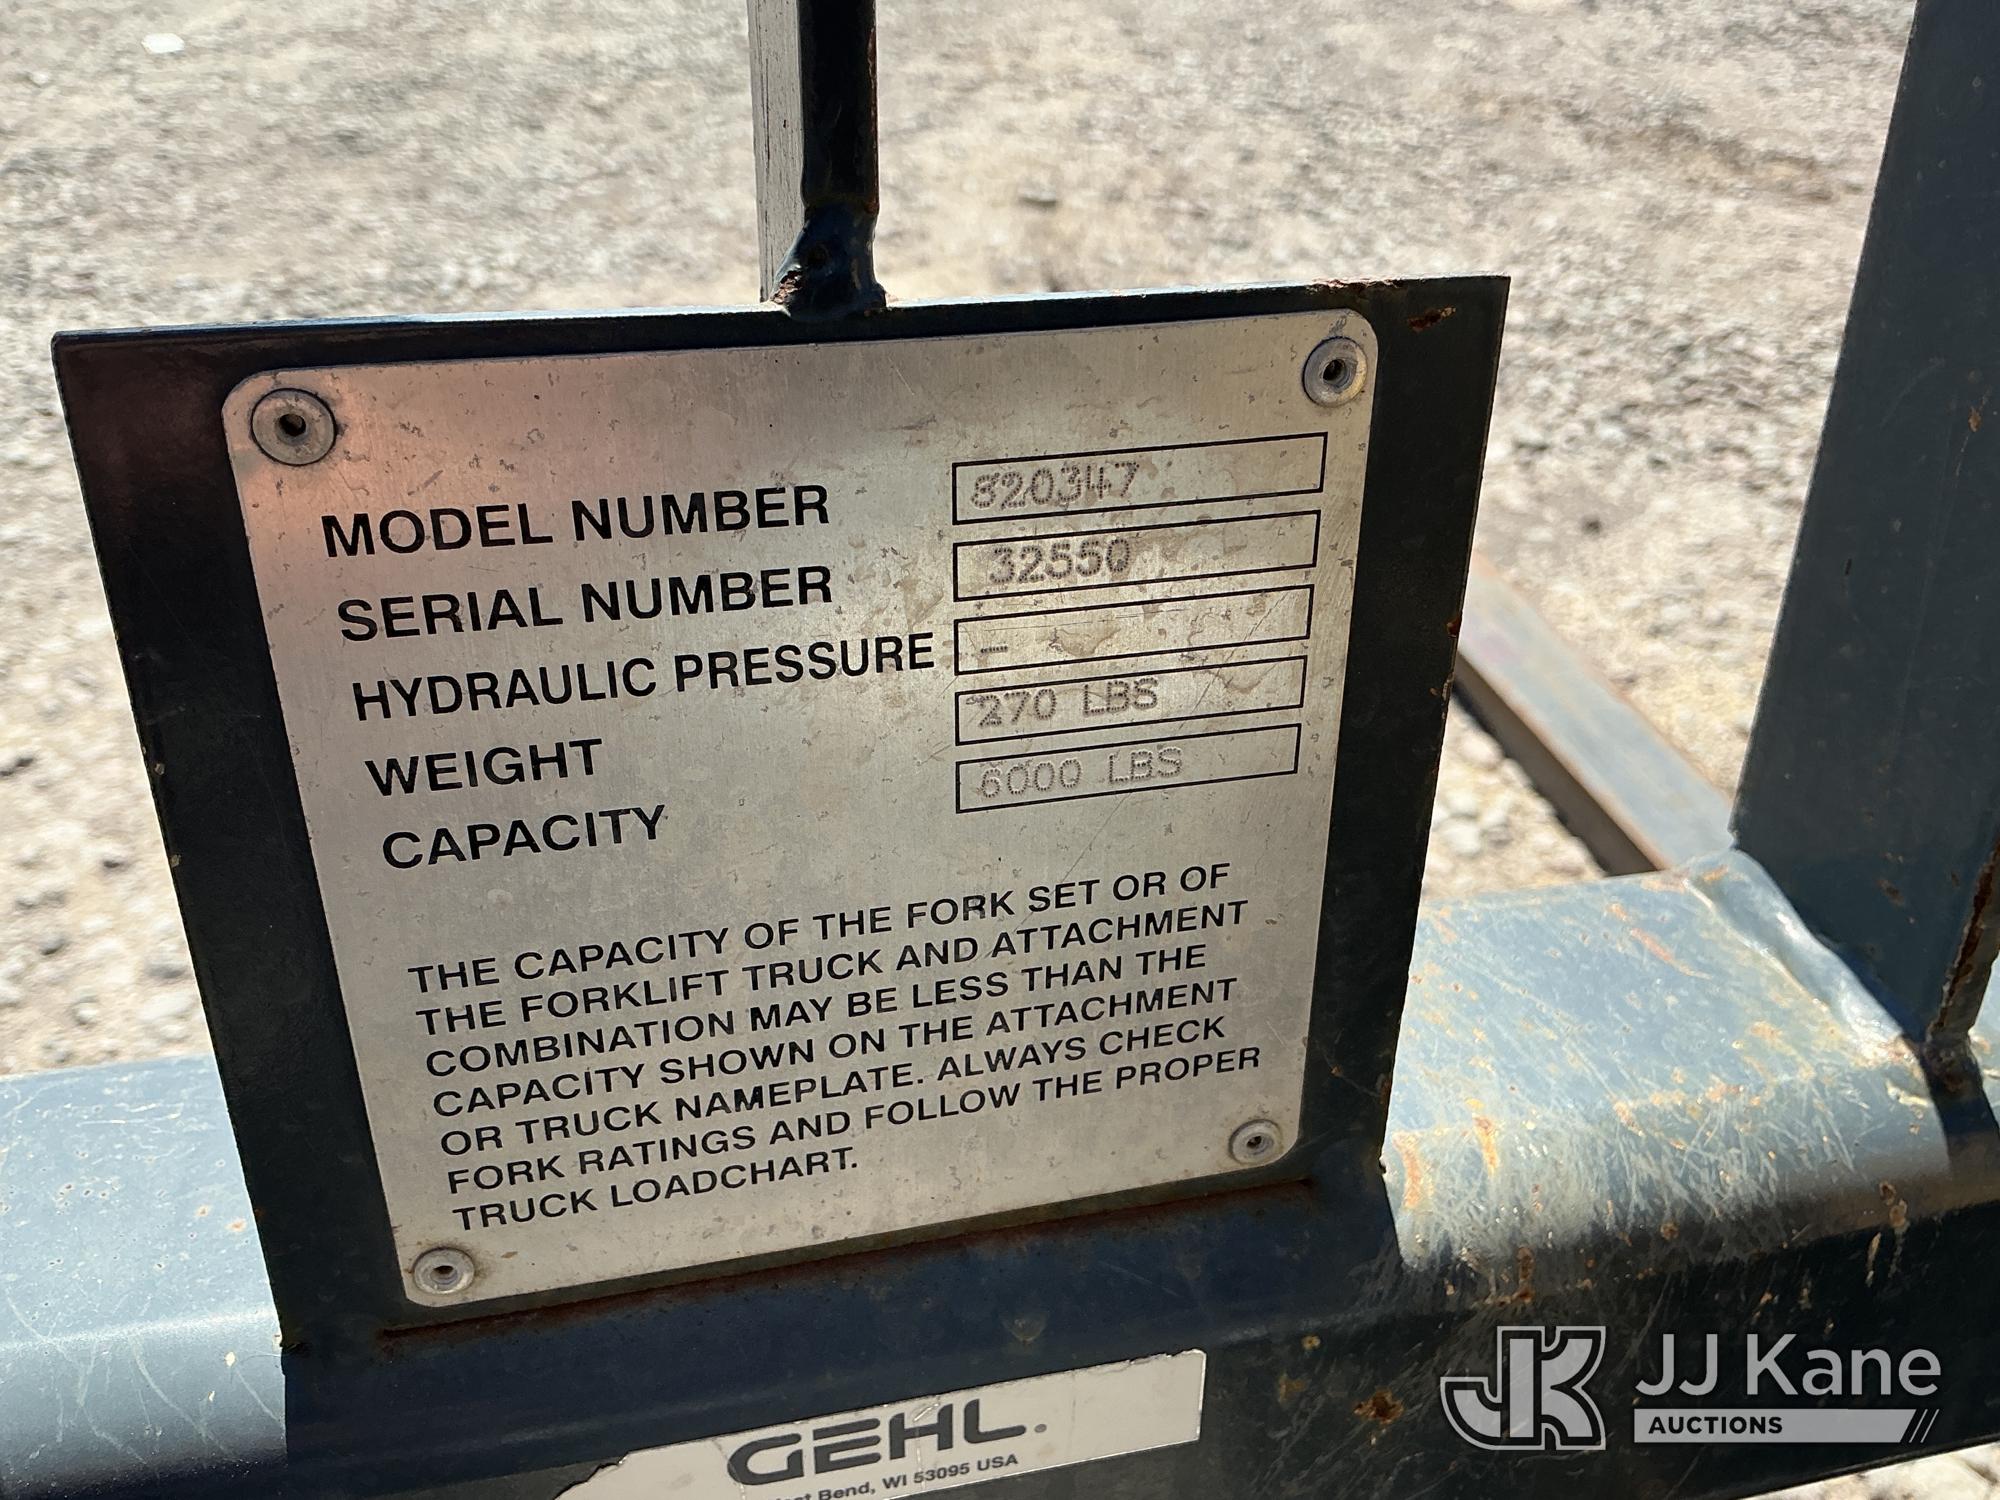 MODEL NUMBER 820347
SERIAL NUMBER 32550
HYDRAULIC PRESSURE -
WEIGHT 270 LBS
CAPACITY 6000 LBS
THE CAPACITY OF THE FORK SET OR OF
THE FORKLIFT TRUCK AND ATTACHMENT
COMBINATION MAY BE LESS THAN THE
CAPACITY SHOWN ON THE ATTACHMENT
OR TRUCK NAMEPLATE. ALWAYS CHECK
FORK RATINGS AND FOLLOW THE PROPER
TRUCK LOADCHART.
GEHL.
Bend, WI 53095 USA
JJ Kane
AUCTIONS